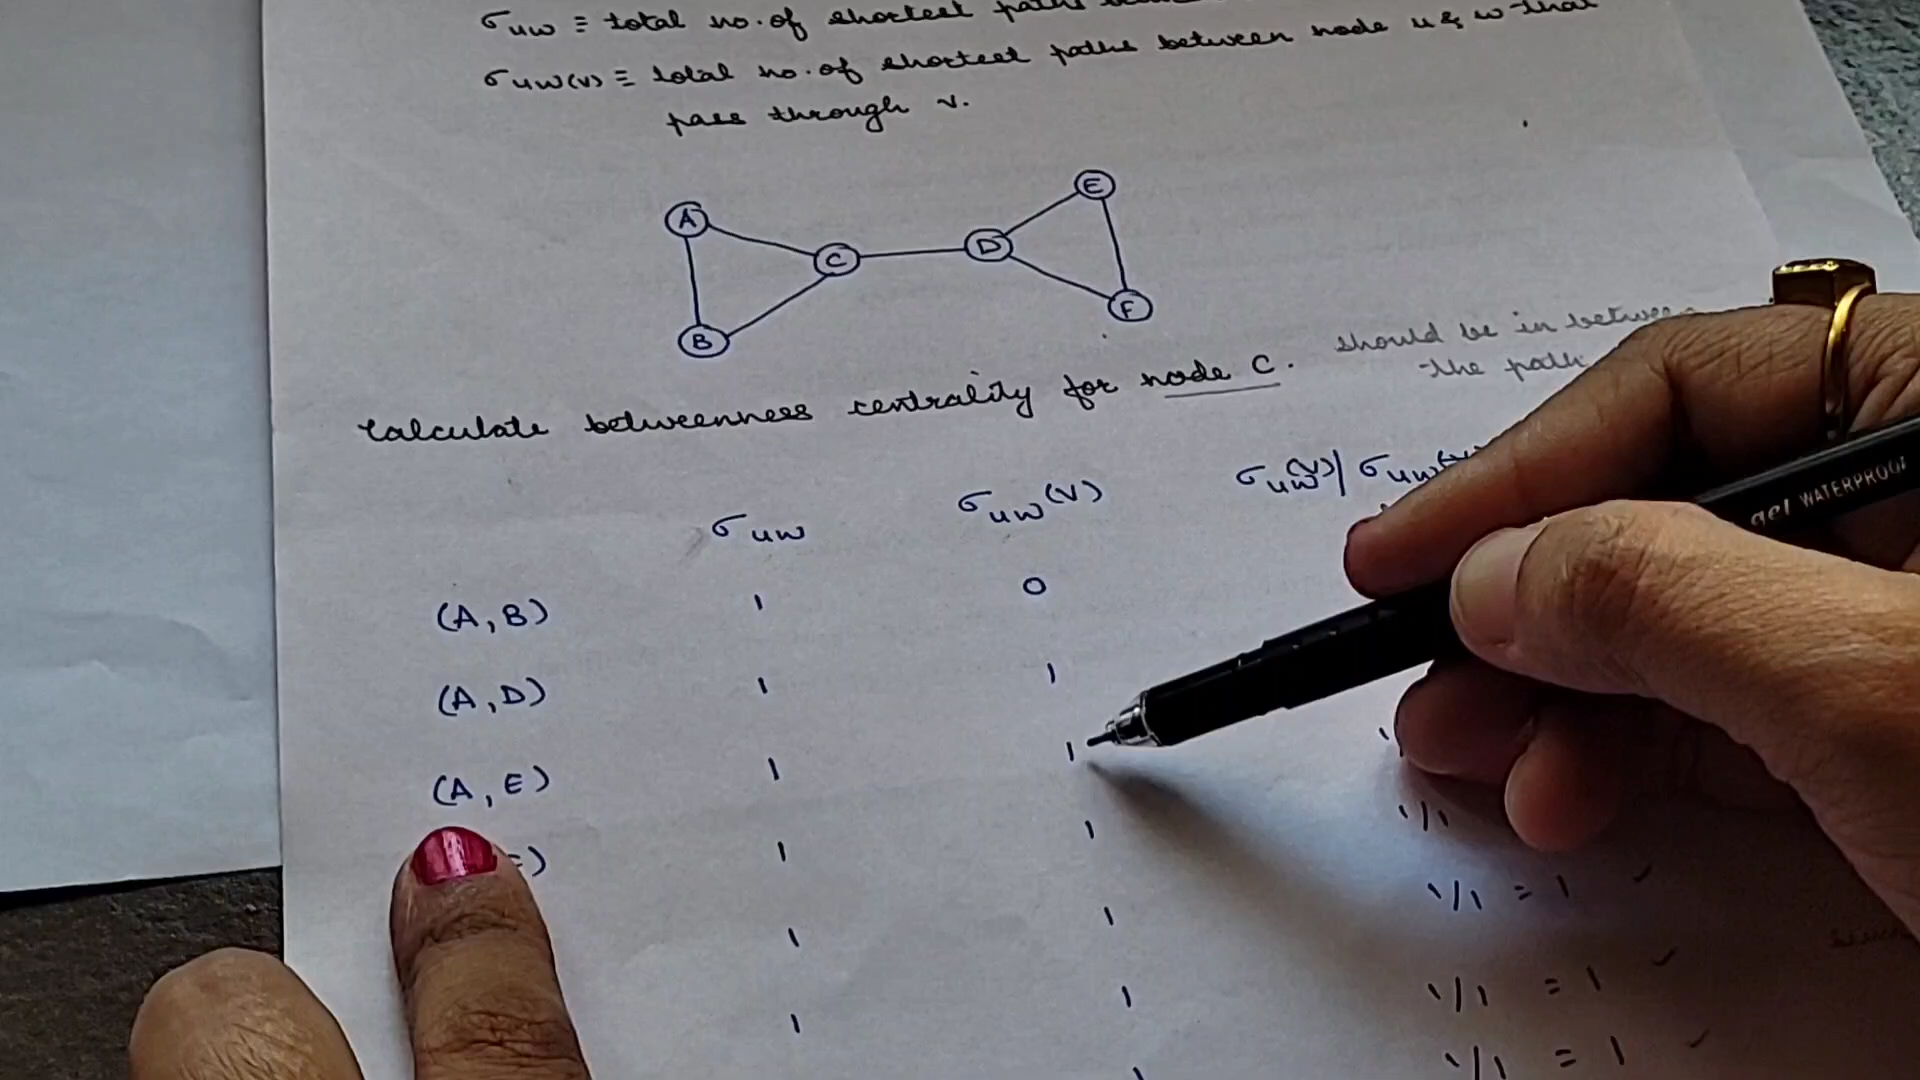 σuw ≡ total no. of shortest paths
σuw(v) ≡ total no. of shortest paths between node u & w that
pass through v.
A
B
C
D
E
F
should be in between
the path
Calculate betweenness centrality for node C.
σuw σuw(v) σuw(v) /
(A, B) 1 0
(A, D) 1 1
(A, E) 1 1
) 1 1 1/1
1 1 1/1 = 1 ✓
1 1 1/1 = 1 ✓
1/1 = 1 ✓
gel WATERPROOF